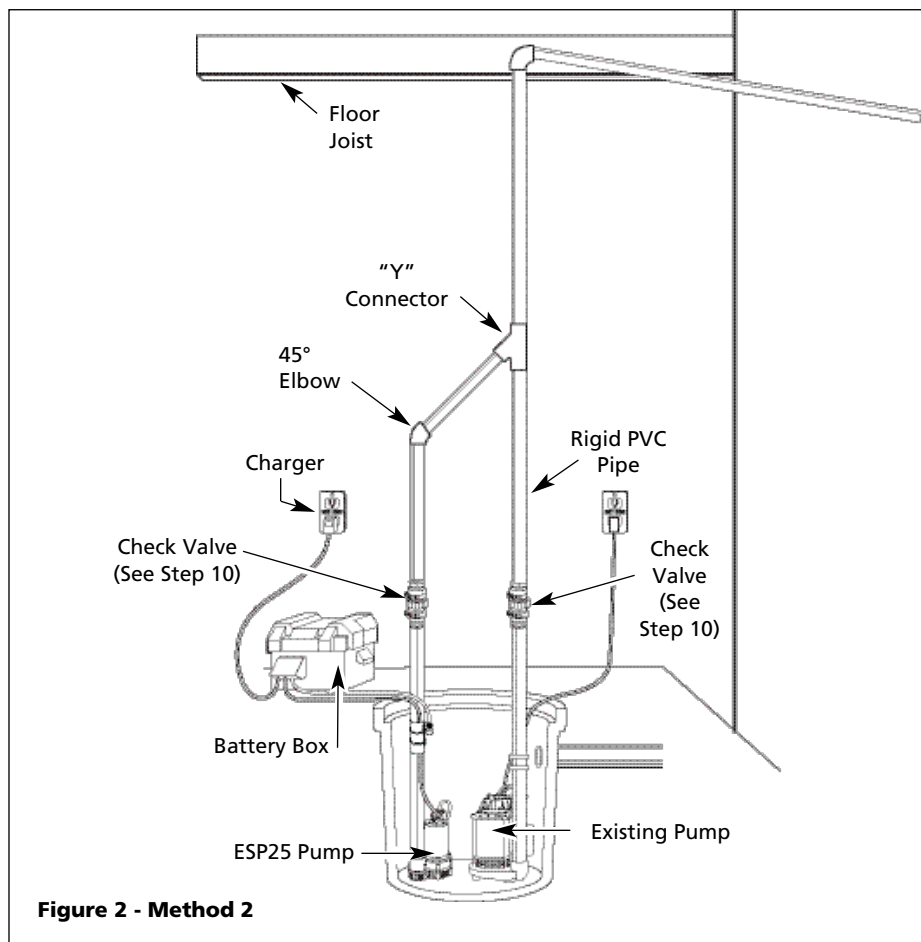 Floor
Joist
“Y”
Connector
45°
Elbow
Rigid PVC
Pipe
Charger
Check Valve
(See Step 10)
Check
Valve
(See
Step 10)
Battery Box
Existing Pump
ESP25 Pump
Figure 2 - Method 2